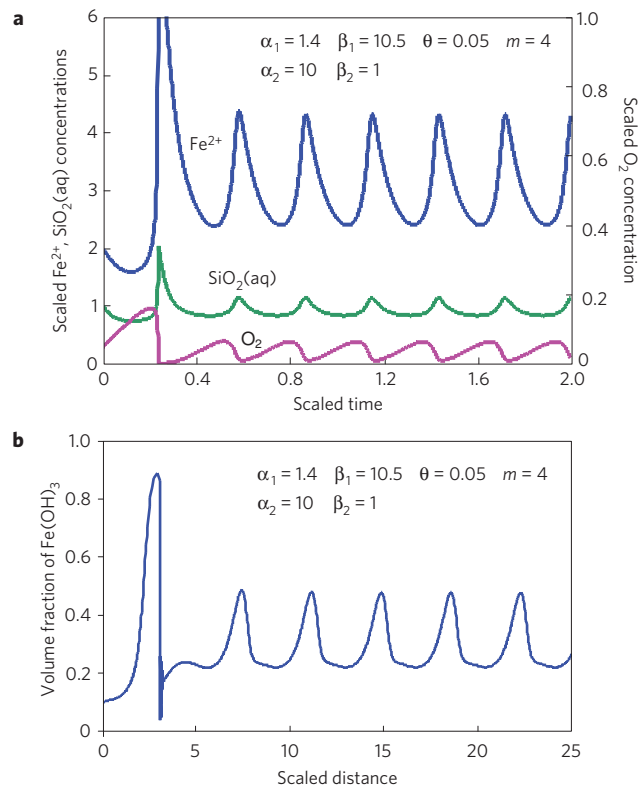 a
α₁ = 1.4 β₁ = 10.5 θ = 0.05 m = 4
α₂ = 10 β₂ = 1
Scaled Fe²⁺, SiO₂(aq) concentrations
6
5
4
3
2
1
0
Fe²⁺
SiO₂(aq)
O₂
1.0
0.8
0.6
0.4
0.2
0
Scaled O₂ concentration
0 0.4 0.8 1.2 1.6 2.0
Scaled time
b
α₁ = 1.4 β₁ = 10.5 θ = 0.05 m = 4
α₂ = 10 β₂ = 1
Volume fraction of Fe(OH)₃
1.0
0.8
0.6
0.4
0.2
0
0 5 10 15 20 25
Scaled distance